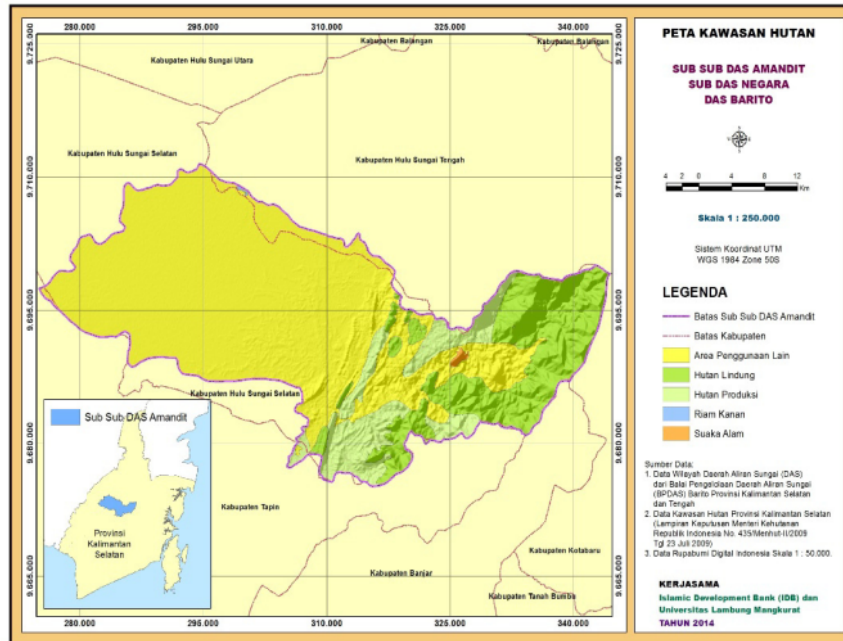 280.000 295.000 310.000 325.000 340.000
9.725.000 9.725.000
Kabupaten Balangan
Kabupaten Balangan
Kabupaten Hulu Sungai Utara
Kabupaten Hulu Sungai Selatan
Kabupaten Hulu Sungai Tengah
9.710.000 9.710.000
9.695.000 9.695.000
Kabupaten Hulu Sungai Selatan
9.680.000 9.680.000
Kabupaten Tapin
Kabupaten Kotabaru
Kabupaten Banjar
9.665.000 9.665.000
Kabupaten Tanah Bumbu
280.000 295.000 310.000 325.000 340.000
Sub Sub DAS Amandit
Provinsi
Kalimantan
Selatan
PETA KAWASAN HUTAN
SUB SUB DAS AMANDIT
SUB DAS NEGARA
DAS BARITO
4 2 0 4 8 12
Km
Skala 1 : 250.000
Sistem Koordinat UTM
WGS 1984 Zone 50S
LEGENDA
Batas Sub Sub DAS Amandit
Batas Kabupaten
Area Penggunaan Lain
Hutan Lindung
Hutan Produksi
Riam Kanan
Suaka Alam
Sumber Data:
1. Data Wilayah Daerah Aliran Sungai (DAS)
dari Balai Pengelolaan Daerah Aliran Sungai
(BPDAS) Barito Provinsi Kalimantan Selatan
dan Tengah
2. Data Kawasan Hutan Provinsi Kalimantan Selatan
(Lampiran Keputusan Menteri Kehutanan
Republik Indonesia No. 435/Menhut-II/2009
Tgl 23 Juli 2009)
3. Data Rupabumi Digital Indonesia Skala 1 : 50.000.
KERJASAMA
Islamic Development Bank (IDB) dan
Universitas Lambung Mangkurat
TAHUN 2014